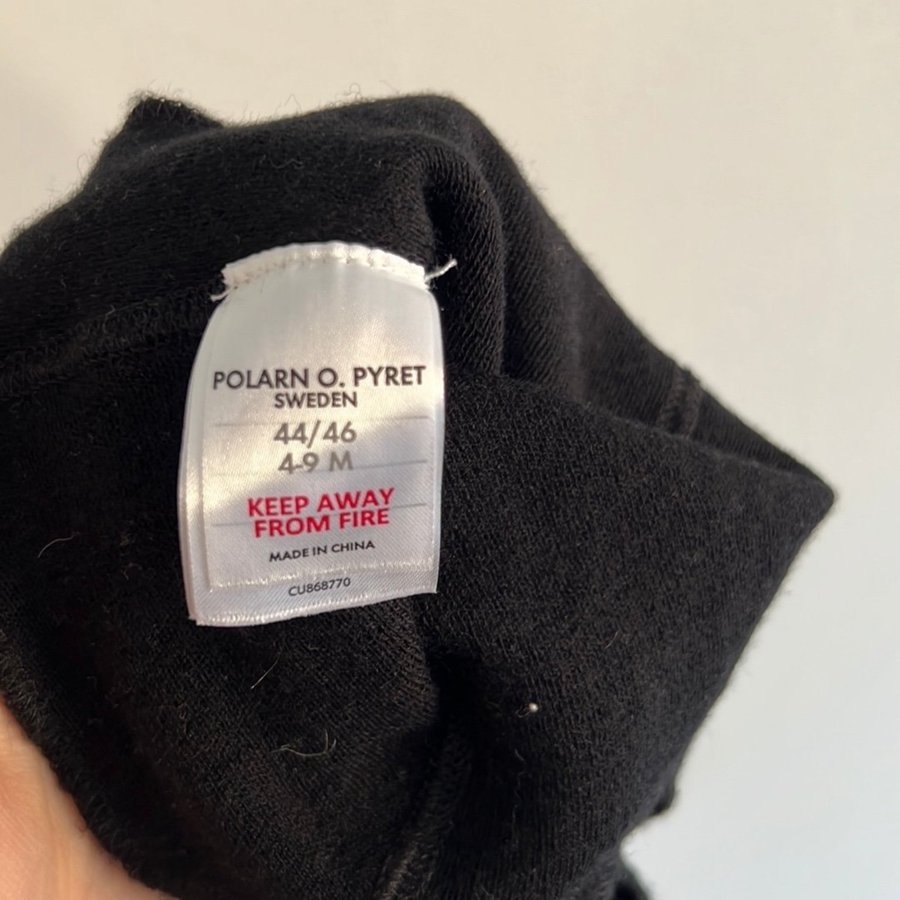 POLARN O. PYRET
SWEDEN
44/46
4-9 M
KEEP AWAY
FROM FIRE
MADE IN CHINA
CU868770